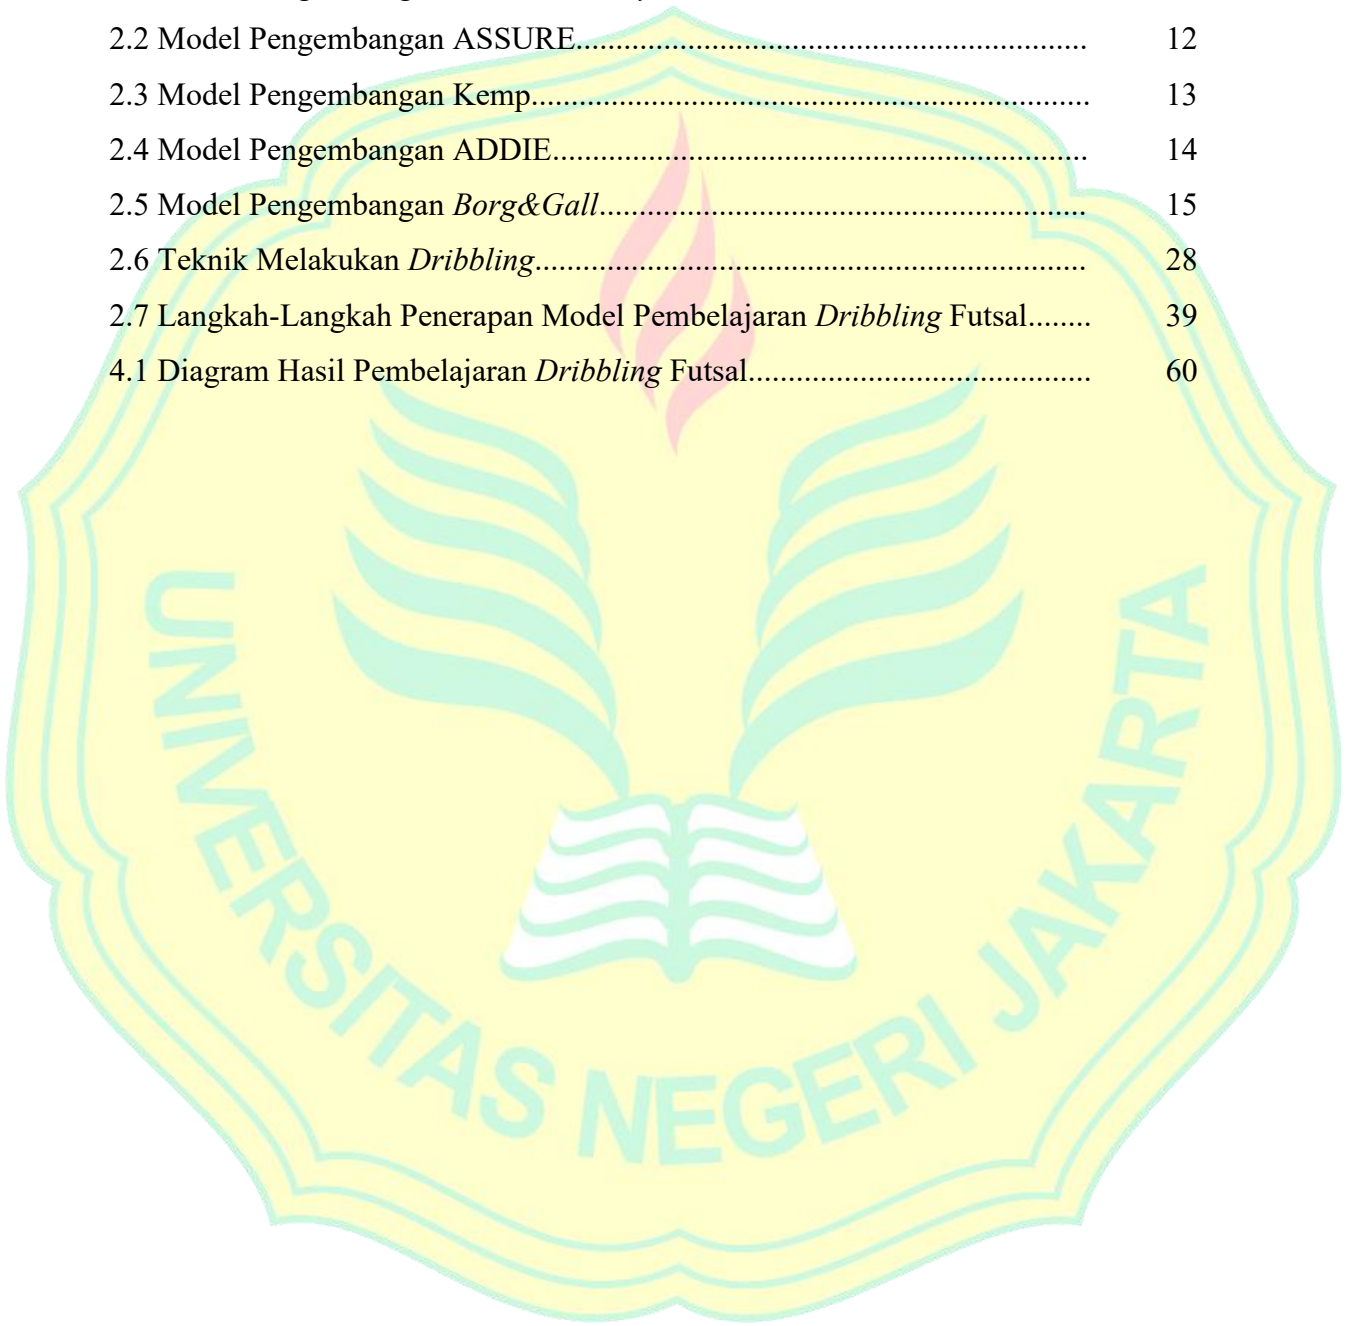 2.2 Model Pengembangan ASSURE................................................................ 12
2.3 Model Pengembangan Kemp...................................................................... 13
2.4 Model Pengembangan ADDIE................................................................... 14
2.5 Model Pengembangan Borg&Gall............................................................. 15
2.6 Teknik Melakukan Dribbling..................................................................... 28
2.7 Langkah-Langkah Penerapan Model Pembelajaran Dribbling Futsal........ 39
4.1 Diagram Hasil Pembelajaran Dribbling Futsal........................................... 60
UNIVERSITAS NEGERI JAKARTA